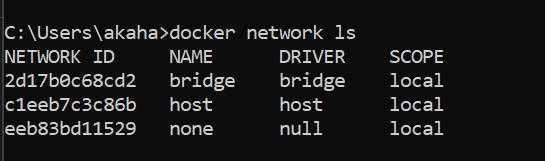 C:\Users\akaha>docker network ls
NETWORK ID     NAME      DRIVER    SCOPE
2d17b0c68cd2   bridge    bridge    local
c1eeb7c3c86b   host      host      local
eeb83bd11529   none      null      local